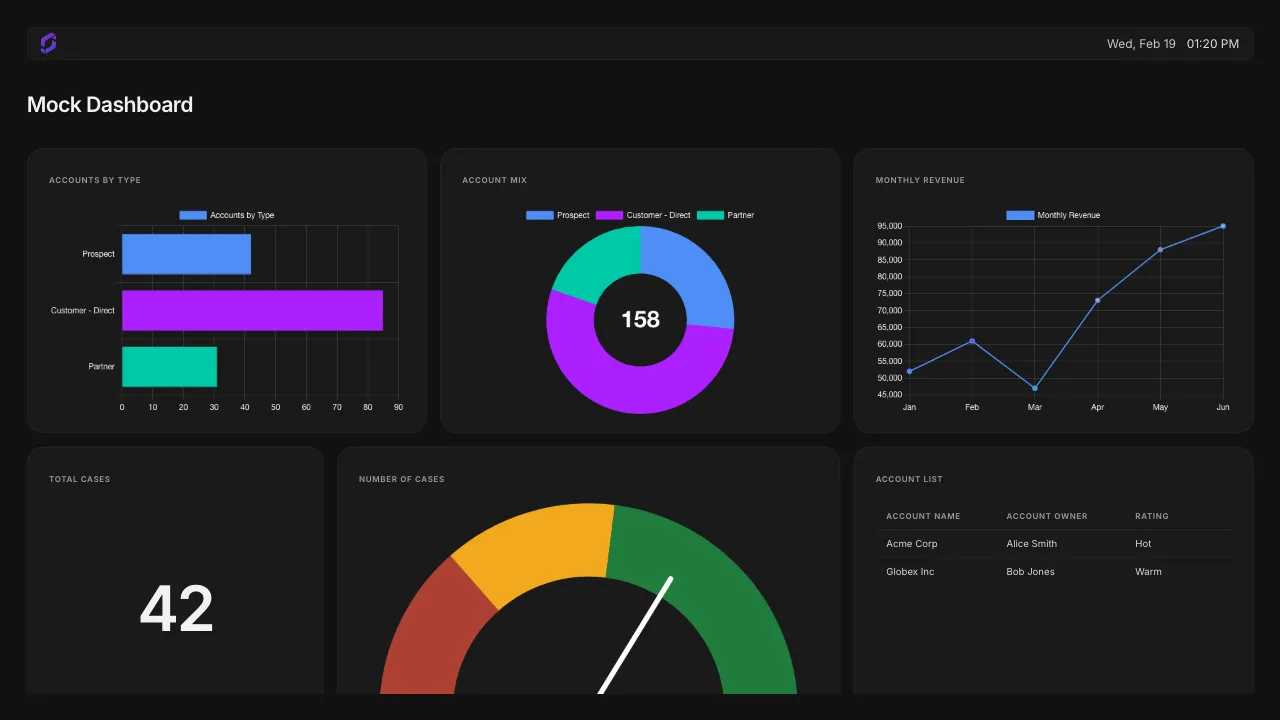 Wed, Feb 19 01:20 PM
Mock Dashboard
ACCOUNTS BY TYPE
Accounts by Type
Prospect
Customer - Direct
Partner
0 10 20 30 40 50 60 70 80 90
ACCOUNT MIX
Prospect Customer - Direct Partner
158
MONTHLY REVENUE
Monthly Revenue
95,000
90,000
85,000
80,000
75,000
70,000
65,000
60,000
55,000
50,000
45,000
Jan Feb Mar Apr May Jun
TOTAL CASES
42
NUMBER OF CASES
ACCOUNT LIST
ACCOUNT NAME ACCOUNT OWNER RATING
Acme Corp Alice Smith Hot
Globex Inc Bob Jones Warm